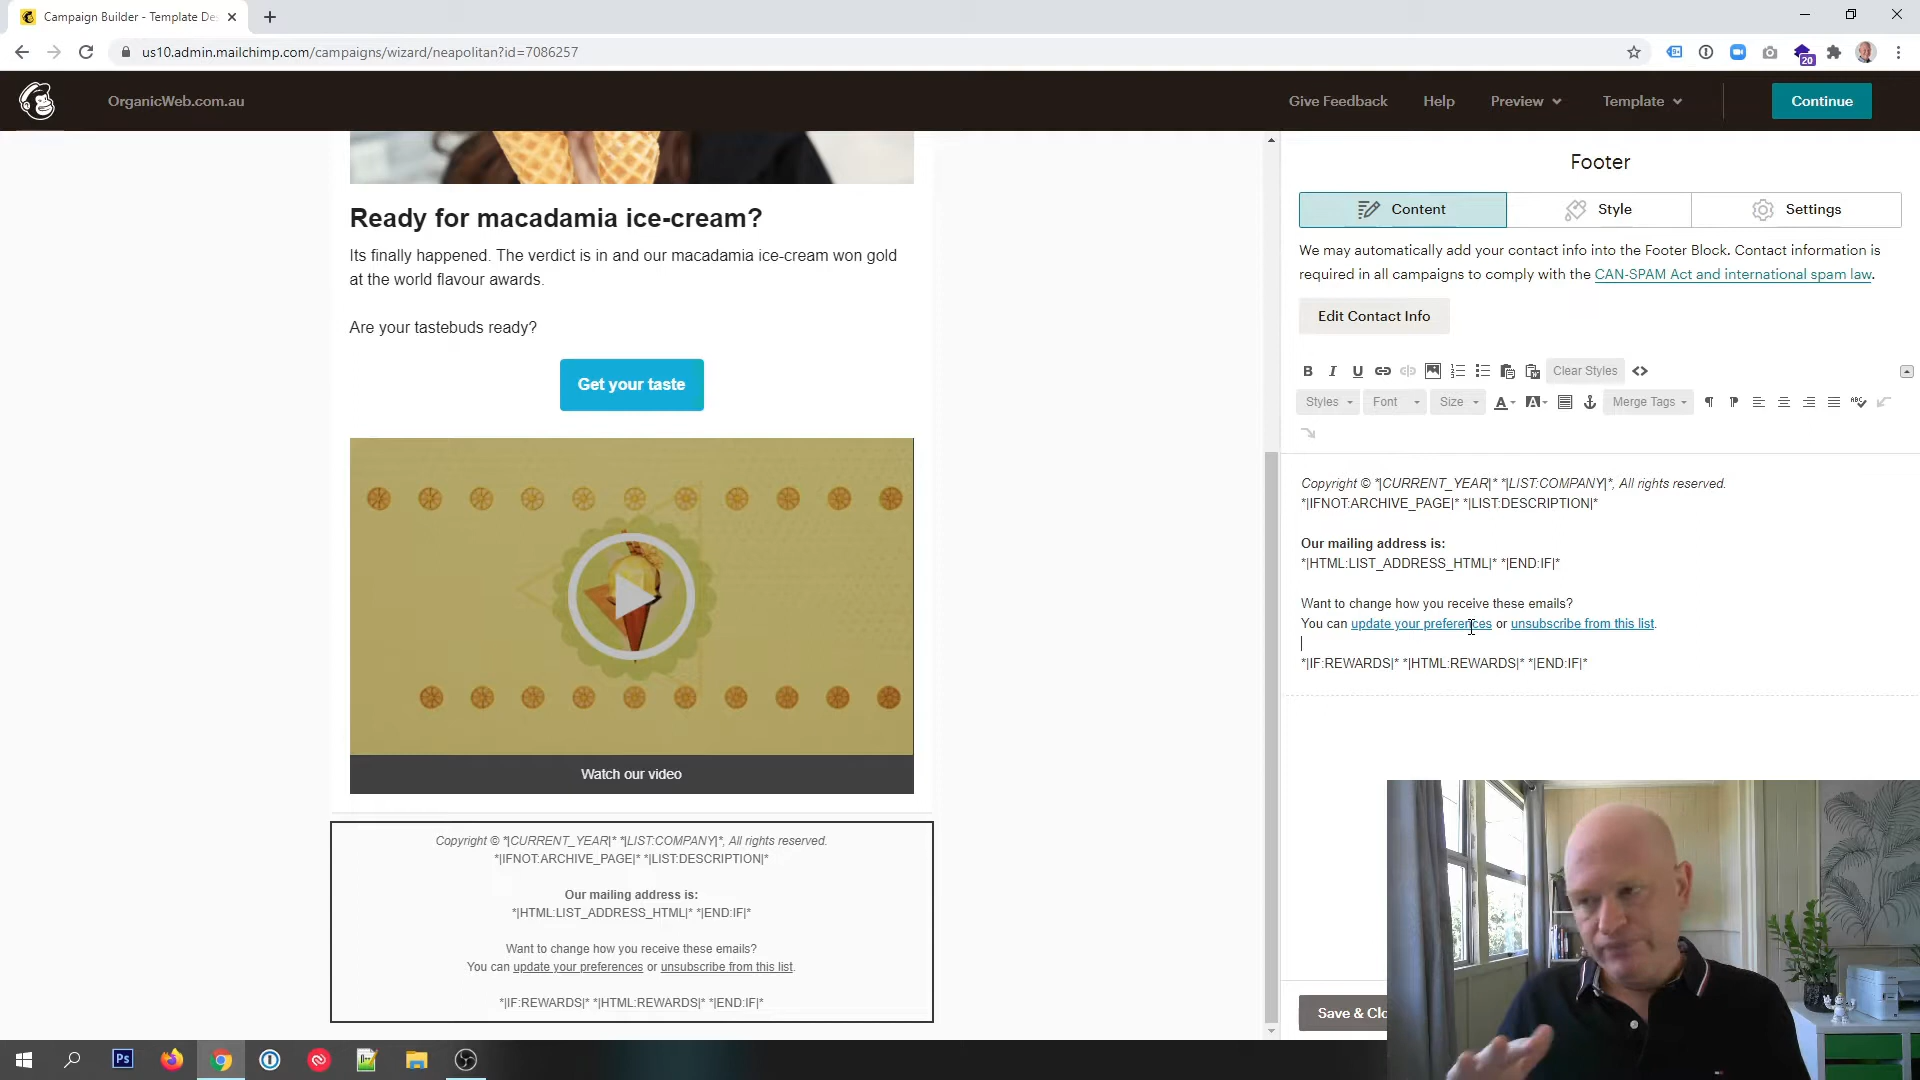 Campaign Builder - Template De
us10.admin.mailchimp.com/campaigns/wizard/neapolitan?id=7086257
20
OrganicWeb.com.au
Give Feedback
Help
Preview
Template
Continue
Ready for macadamia ice-cream?
Its finally happened. The verdict is in and our macadamia ice-cream won gold
at the world flavour awards.
Are your tastebuds ready?
Get your taste
Watch our video
Copyright © *|CURRENT_YEAR|* *|LIST:COMPANY|*, All rights reserved.
*|IFNOT:ARCHIVE_PAGE|* *|LIST:DESCRIPTION|*
Our mailing address is:
*|HTML:LIST_ADDRESS_HTML|* *|END:IF|*
Want to change how you receive these emails?
You can update your preferences or unsubscribe from this list.
*|IF:REWARDS|* *|HTML:REWARDS|* *|END:IF|*
Footer
Content
Style
Settings
We may automatically add your contact info into the Footer Block. Contact information is
required in all campaigns to comply with the CAN-SPAM Act and international spam law.
Edit Contact Info
B I U Clear Styles
Styles Font Size A A Merge Tags ABC
Copyright © *|CURRENT_YEAR|* *|LIST:COMPANY|*, All rights reserved.
*|IFNOT:ARCHIVE_PAGE|* *|LIST:DESCRIPTION|*
Our mailing address is:
*|HTML:LIST_ADDRESS_HTML|* *|END:IF|*
Want to change how you receive these emails?
You can update your preferences or unsubscribe from this list.
*|IF:REWARDS|* *|HTML:REWARDS|* *|END:IF|*
Save & Clo
Ps